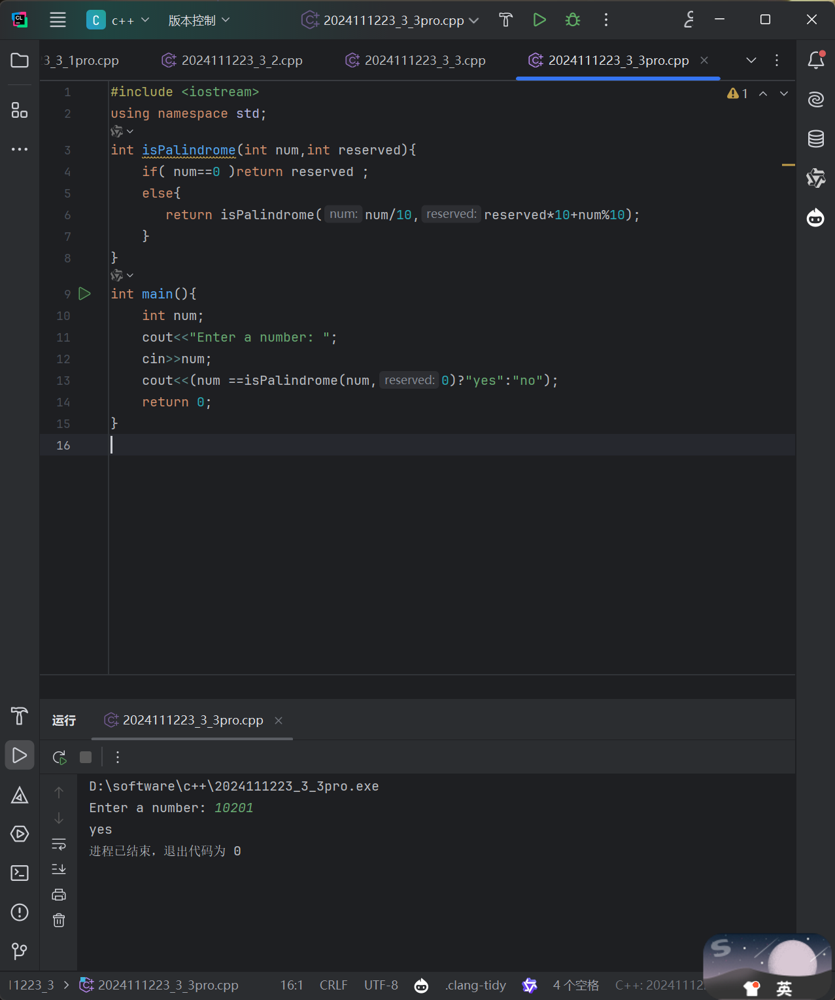 C c++ 版本控制 2024111223_3_3pro.cpp
3_3_1pro.cpp 2024111223_3_2.cpp 2024111223_3_3.cpp 2024111223_3_3pro.cpp
1 #include <iostream> 1
2 using namespace std;
3 int isPalindrome(int num,int reserved){
4 if( num==0 )return reserved ;
5 else{
6 return isPalindrome( num: num/10, reserved: reserved*10+num%10);
7 }
8 }
9 int main(){
10 int num;
11 cout<<"Enter a number: ";
12 cin>>num;
13 cout<<(num ==isPalindrome(num, reserved: 0)?"yes":"no");
14 return 0;
15 }
16
运行 2024111223_3_3pro.cpp
D:\software\c++\2024111223_3_3pro.exe
Enter a number: 10201
yes
进程已结束，退出代码为 0
11223_3 > 2024111223_3_3pro.cpp 16:1 CRLF UTF-8 .clang-tidy 4 个空格 C++: 20241112 英